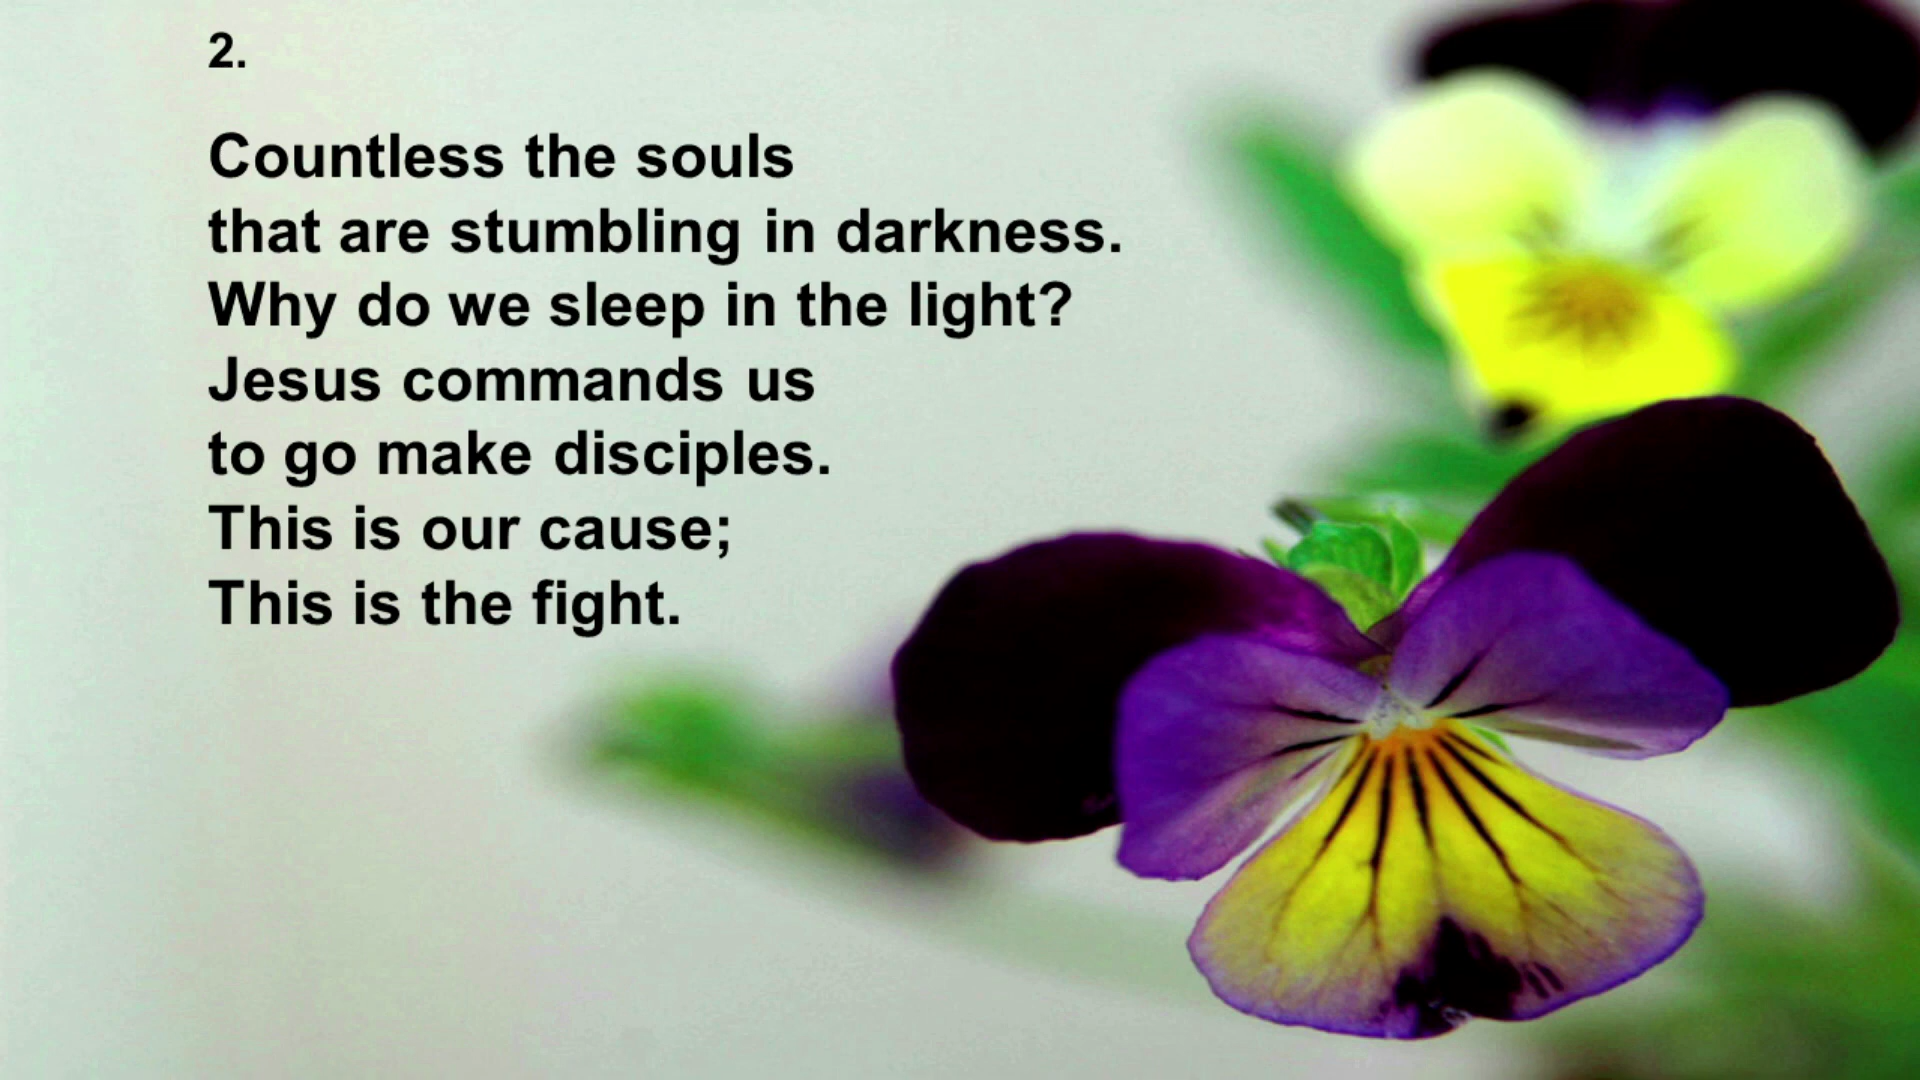 2.
Countless the souls
that are stumbling in darkness.
Why do we sleep in the light?
Jesus commands us
to go make disciples.
This is our cause;
This is the fight.